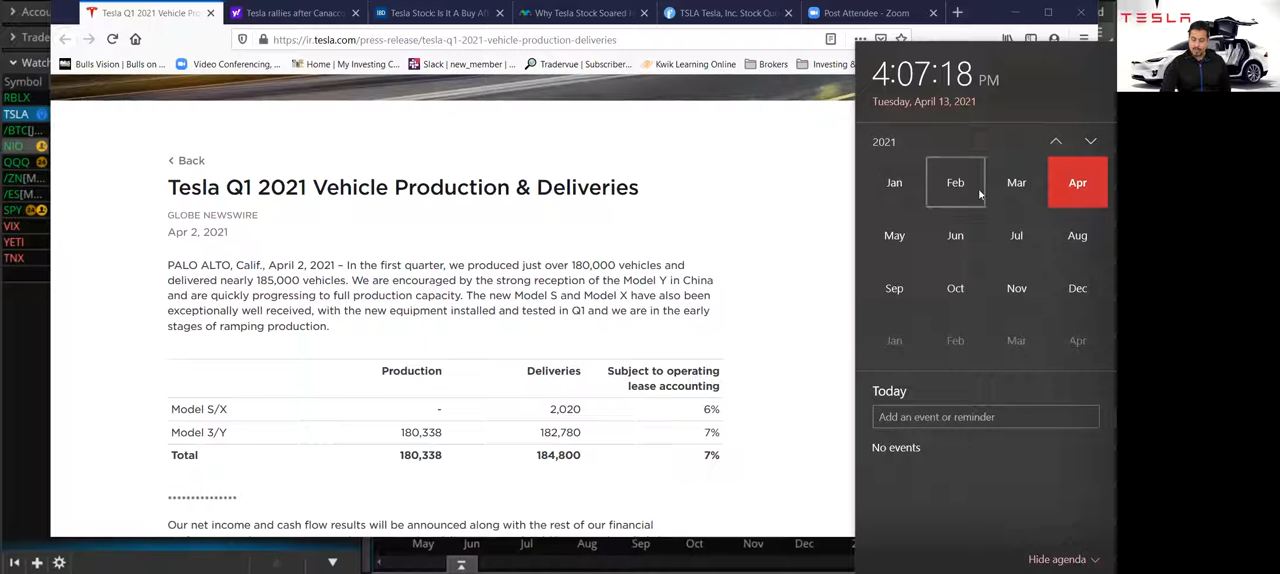 Tesla Q1 2021 Vehicle Pro
Tesla rallies after Canacco
Tesla Stock: Is It A Buy Af
Why Tesla Stock Soared
TSLA Tesla, Inc. Stock Qu
Post Attendee - Zoom
https://ir.tesla.com/press-release/tesla-q1-2021-vehicle-production-deliveries
Bulls Vision | Bulls on ...
Video Conferencing, ...
Home | My Investing C...
Slack | new_member | ...
Tradervue | Subscriber...
Kwik Learning Online
Brokers
Investing &
Accou
Trade
Watch
Symbol
RBLX
TSLA
/BTC[J...
NIO
QQQ
/ZN[M...
/ES[M...
SPY
VIX
YETI
TNX
< Back
Tesla Q1 2021 Vehicle Production & Deliveries
GLOBE NEWSWIRE
Apr 2, 2021
PALO ALTO, Calif., April 2, 2021 – In the first quarter, we produced just over 180,000 vehicles and
delivered nearly 185,000 vehicles. We are encouraged by the strong reception of the Model Y in China
and are quickly progressing to full production capacity. The new Model S and Model X have also been
exceptionally well received, with the new equipment installed and tested in Q1 and we are in the early
stages of ramping production.
Production Deliveries Subject to operating
lease accounting
Model S/X - 2,020 6%
Model 3/Y 180,338 182,780 7%
Total 180,338 184,800 7%
***************
Our net income and cash flow results will be announced along with the rest of our financial
May Jun Jul Aug Sep Oct Nov Dec 2
4:07:18 PM
Tuesday, April 13, 2021
2021
Jan Feb Mar Apr
May Jun Jul Aug
Sep Oct Nov Dec
Jan Feb Mar Apr
Today
Add an event or reminder
No events
Hide agenda
TESLA